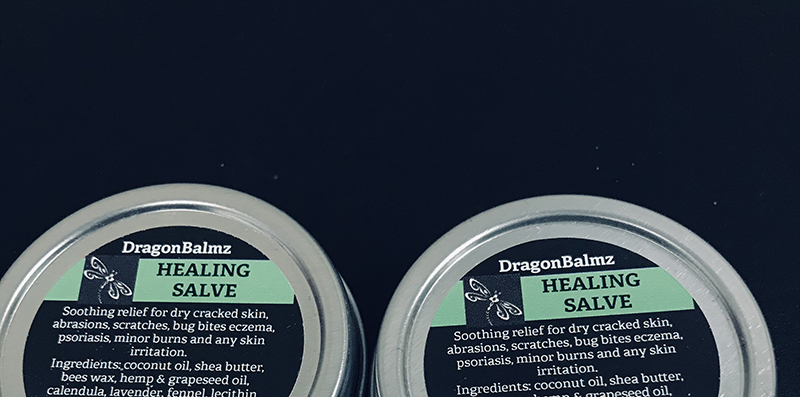 DragonBalmz
HEALING
SALVE
Soothing relief for dry cracked skin,
abrasions, scratches, bug bites eczema,
psoriasis, minor burns and any skin
irritation.
Ingredients: coconut oil, shea butter,
bees wax, hemp & grapeseed oil,
calendula, lavender, fennel, lecithin
DragonBalmz
HEALING
SALVE
Soothing relief for dry cracked skin,
abrasions, scratches, bug bites eczema,
psoriasis, minor burns and any skin
irritation.
Ingredients: coconut oil, shea butter,
hemp & grapeseed oil,